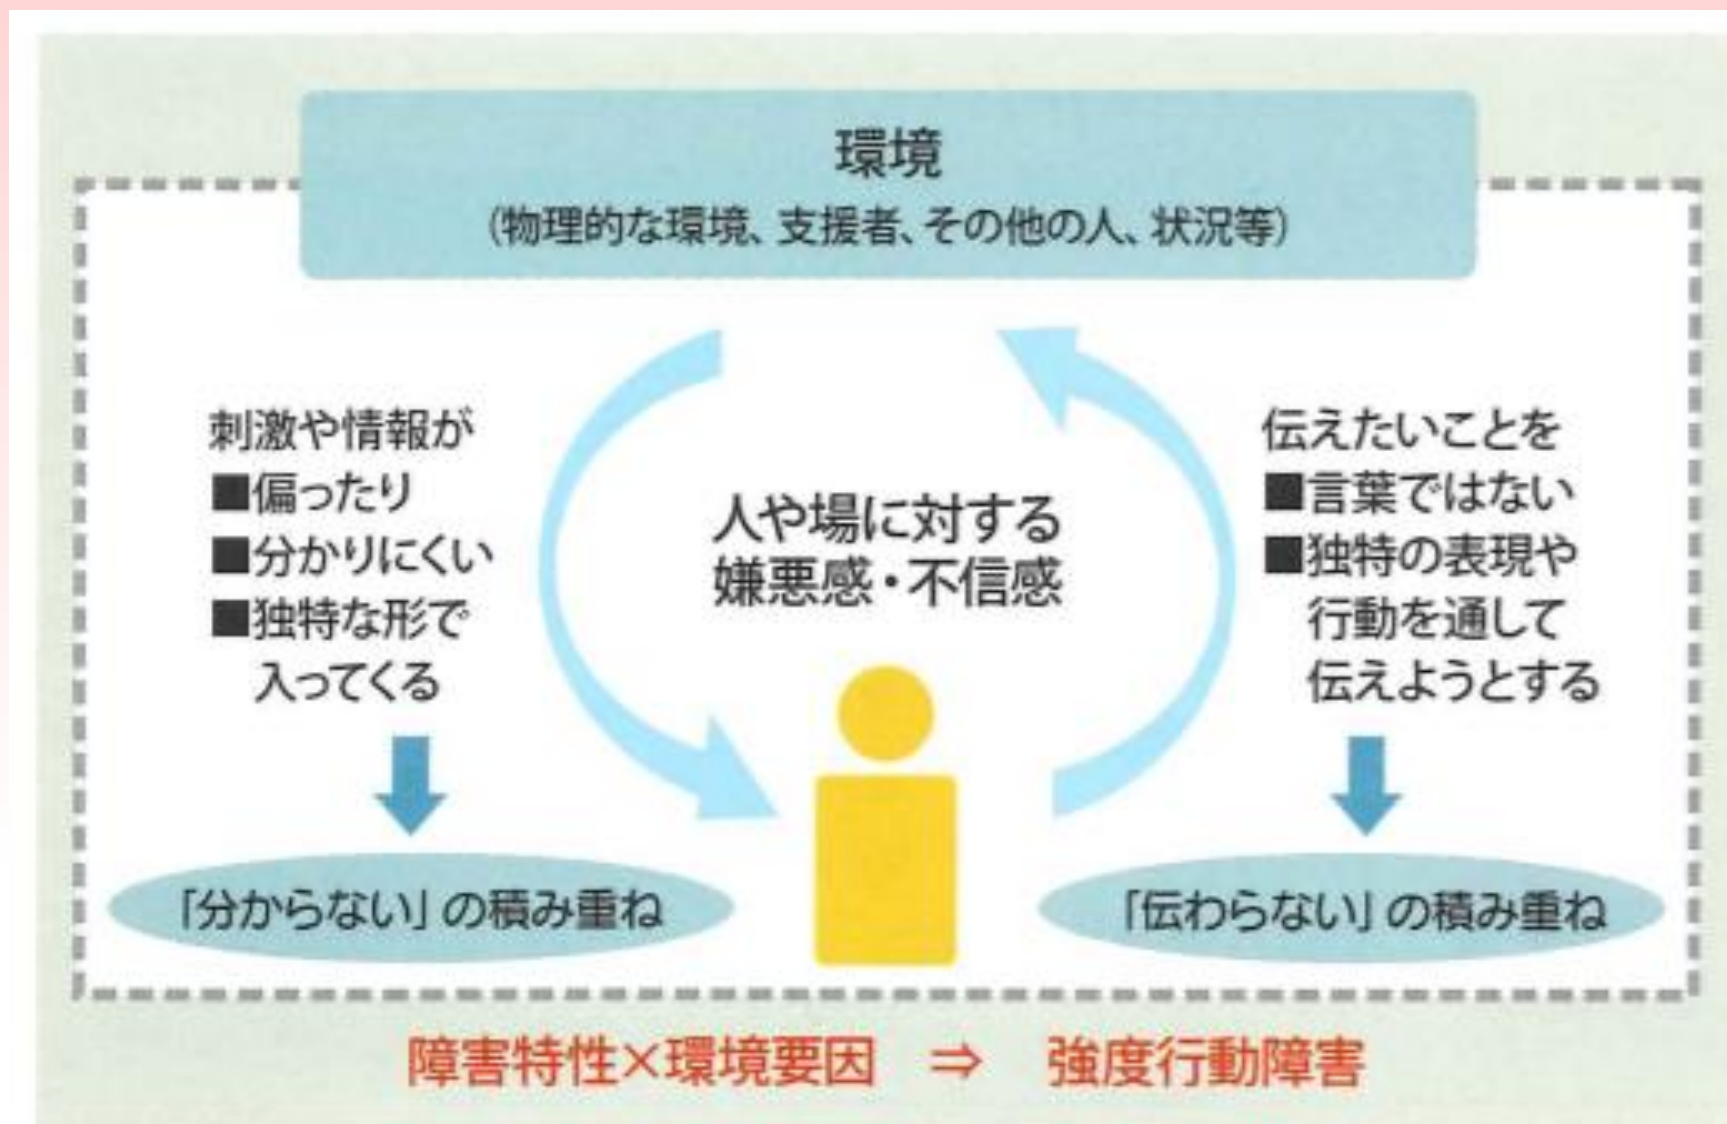 環境
(物理的な環境、支援者、その他の人、状況等)
刺激や情報が
■偏ったり
■分かりにくい
■独特な形で
入ってくる
人や場に対する
嫌悪感・不信感
伝えたいことを
■言葉ではない
■独特の表現や
行動を通して
伝えようとする
「分からない」の積み重ね
「伝わらない」の積み重ね
障害特性×環境要因 ⇒ 強度行動障害